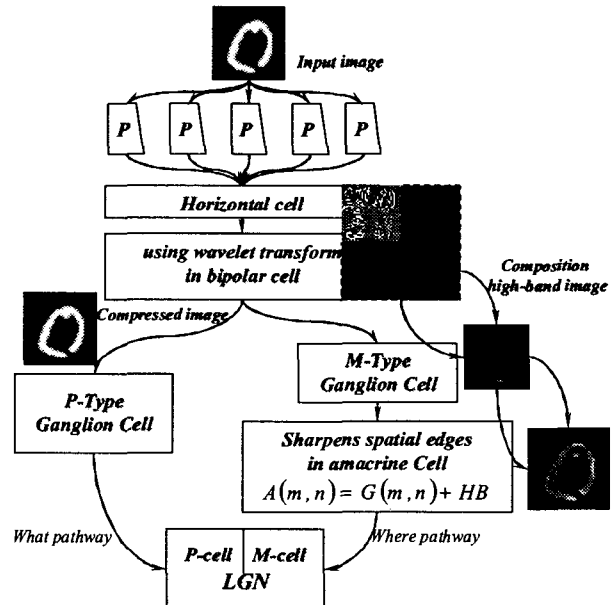 Input image
P P P P P
Horizontal cell
using wavelet transform
in bipolar cell
Composition
high-band image
Compressed image
M-Type
Ganglion Cell
P-Type
Ganglion Cell
Sharpens spatial edges
in amacrine Cell
A(m,n)= G(m,n)+ HB
What pathway
Where pathway
P-cell M-cell
LGN